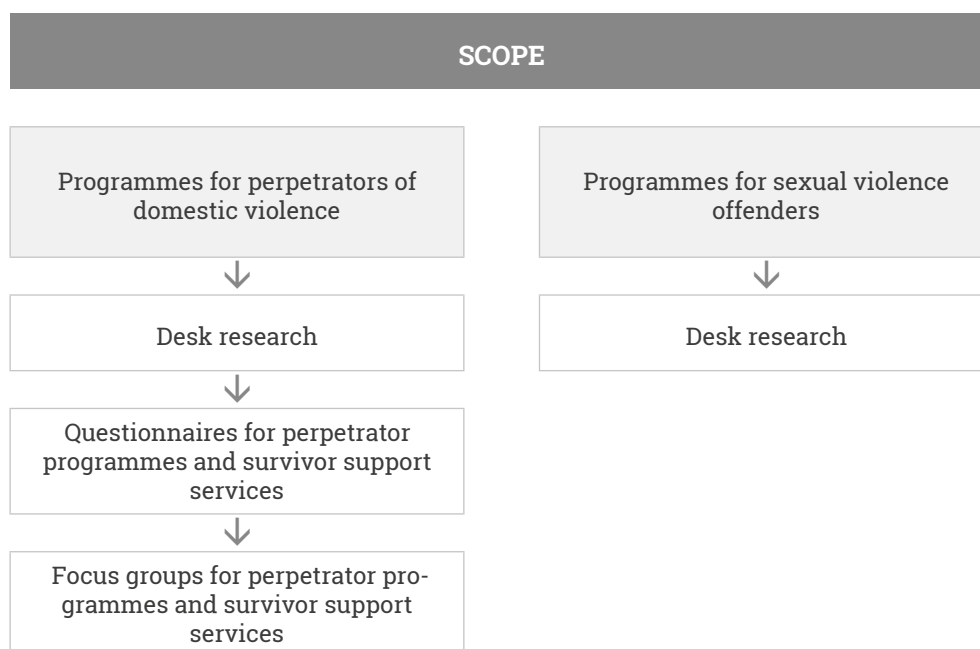 SCOPE
Programmes for perpetrators of
domestic violence
Desk research
Questionnaires for perpetrator
programmes and survivor support
services
Focus groups for perpetrator pro-
grammes and survivor support
services
Programmes for sexual violence
offenders
Desk research